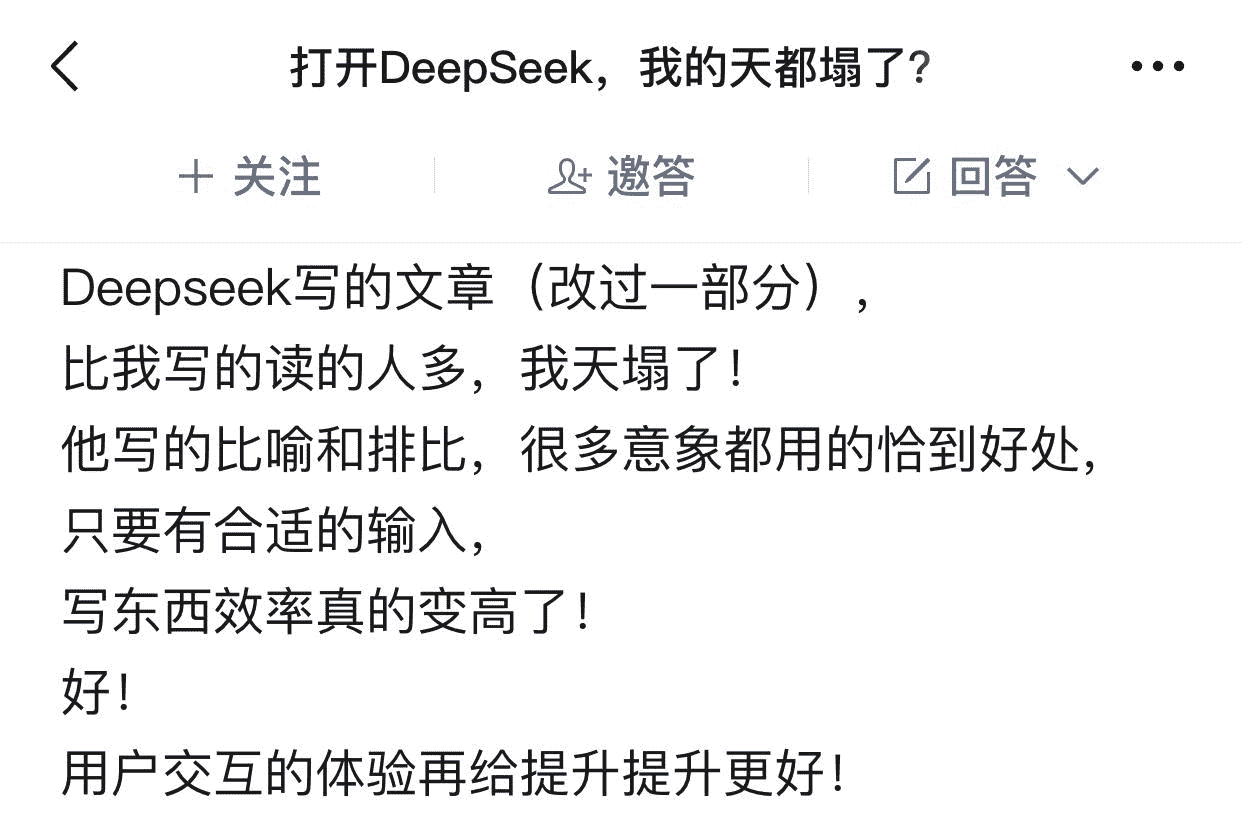 打开DeepSeek，我的天都塌了？
关注 邀答 回答
Deepseek写的文章（改过一部分），
比我写的读的人多，我天塌了！
他写的比喻和排比，很多意象都用的恰到好处，
只要有合适的输入，
写东西效率真的变高了！
好！
用户交互的体验再给提升提升更好！